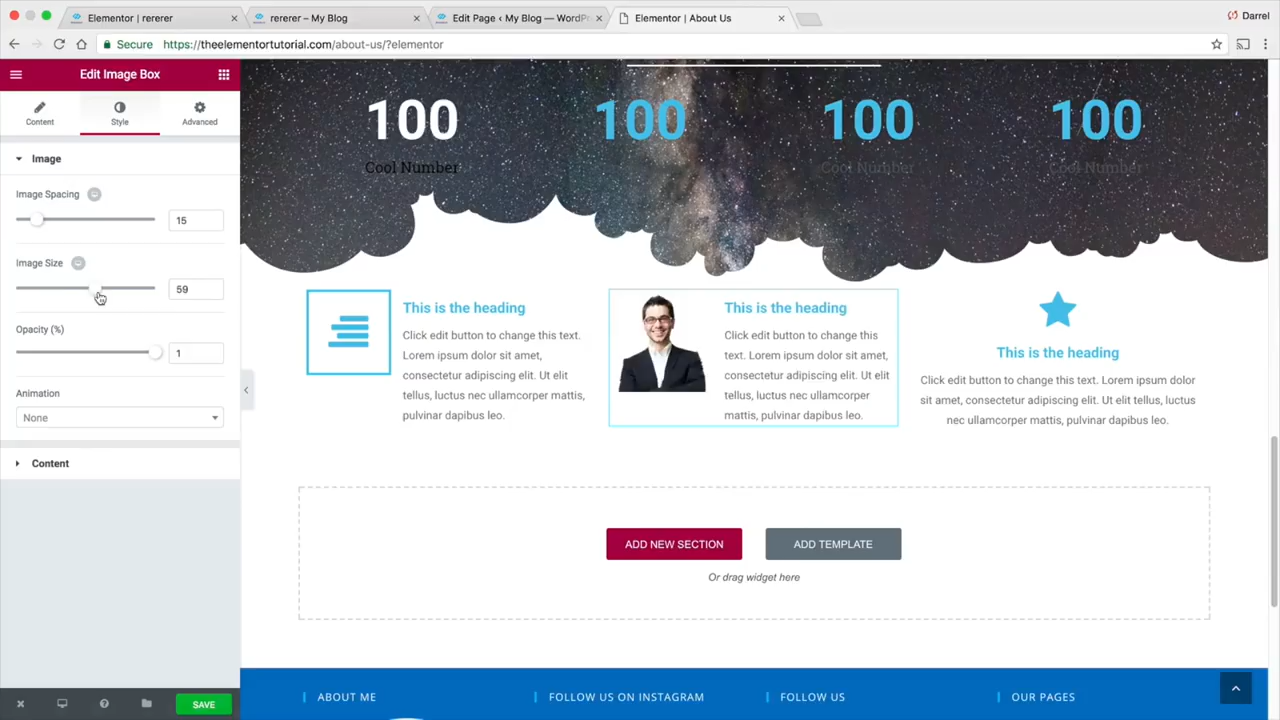 Elementor | rererer
rererer – My Blog
Edit Page ‹ My Blog — WordPr
Elementor | About Us
Darrel
Secure
https://theelementortutorial.com/about-us/?elementor
Edit Image Box
Content
Style
Advanced
Image
Image Spacing
15
Image Size
59
Opacity (%)
1
Animation
None
Content
SAVE
100
100
100
100
Cool Number
Cool Number
Cool Number
This is the heading
Click edit button to change this text.
Lorem ipsum dolor sit amet,
consectetur adipiscing elit. Ut elit
tellus, luctus nec ullamcorper mattis,
pulvinar dapibus leo.
This is the heading
Click edit button to change this
text. Lorem ipsum dolor sit amet,
consectetur adipiscing elit. Ut elit
tellus, luctus nec ullamcorper
mattis, pulvinar dapibus leo.
This is the heading
Click edit button to change this text. Lorem ipsum dolor sit
amet, consectetur adipiscing elit. Ut elit tellus, luctus
nec ullamcorper mattis, pulvinar dapibus leo.
ADD NEW SECTION
ADD TEMPLATE
Or drag widget here
ABOUT ME
FOLLOW US ON INSTAGRAM
FOLLOW US
OUR PAGES